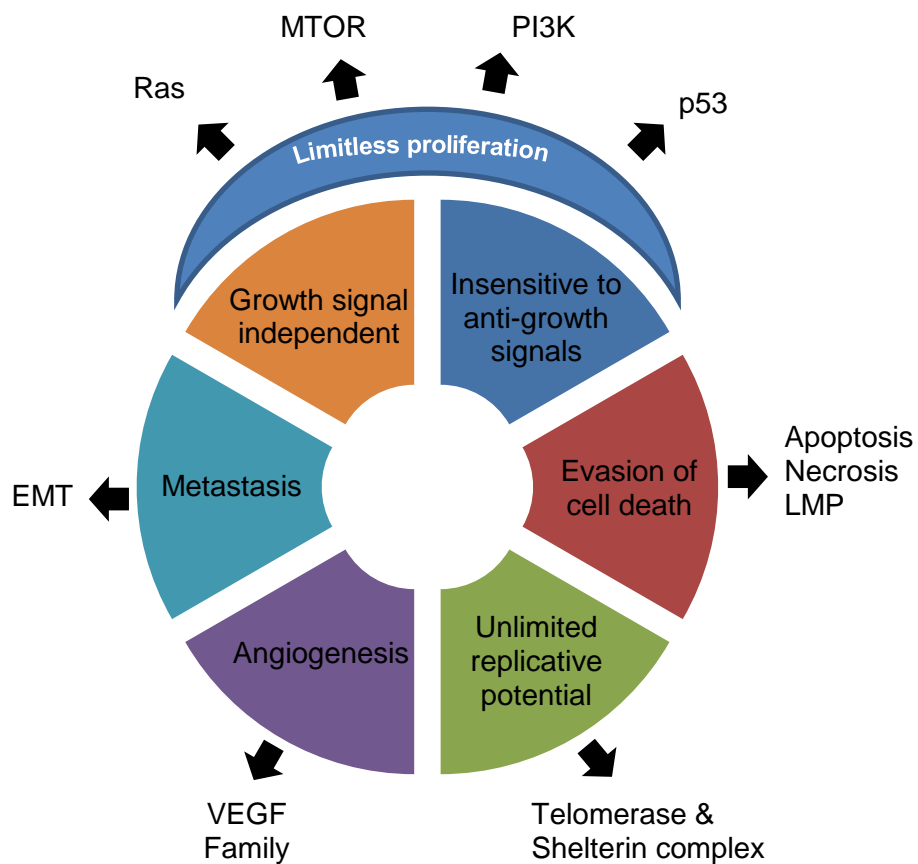 MTOR
PI3K
Ras
p53
Limitless proliferation
Growth signal
independent
Insensitive to
anti-growth
signals
Metastasis
Evasion of
cell death
EMT
Apoptosis
Necrosis
LMP
Angiogenesis
Unlimited
replicative
potential
VEGF
Family
Telomerase &
Shelterin complex